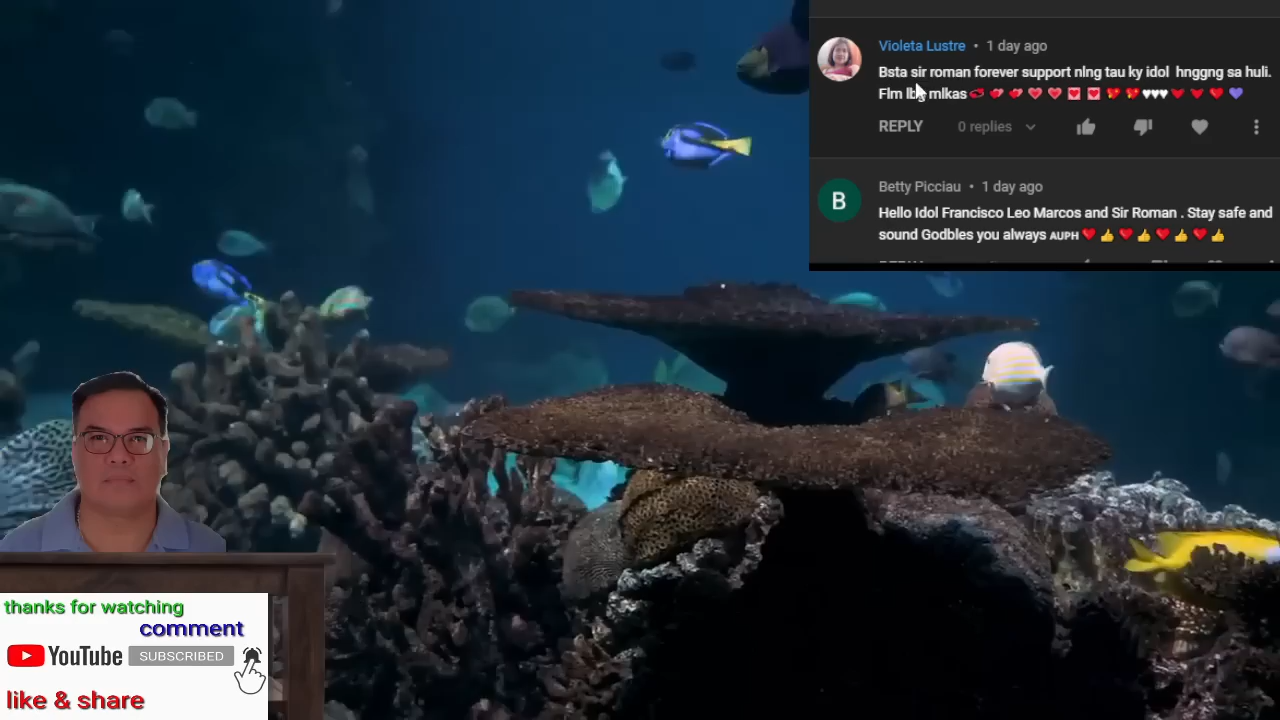 Violeta Lustre • 1 day ago
Bsta sir roman forever support nlng tau ky idol hnggng sa huli.
Flm mlkas
REPLY 0 replies
B
Betty Picciau • 1 day ago
Hello Idol Francisco Leo Marcos and Sir Roman . Stay safe and
sound Godbles you always AUPH
thanks for watching
comment
YouTube SUBSCRIBED
like & share